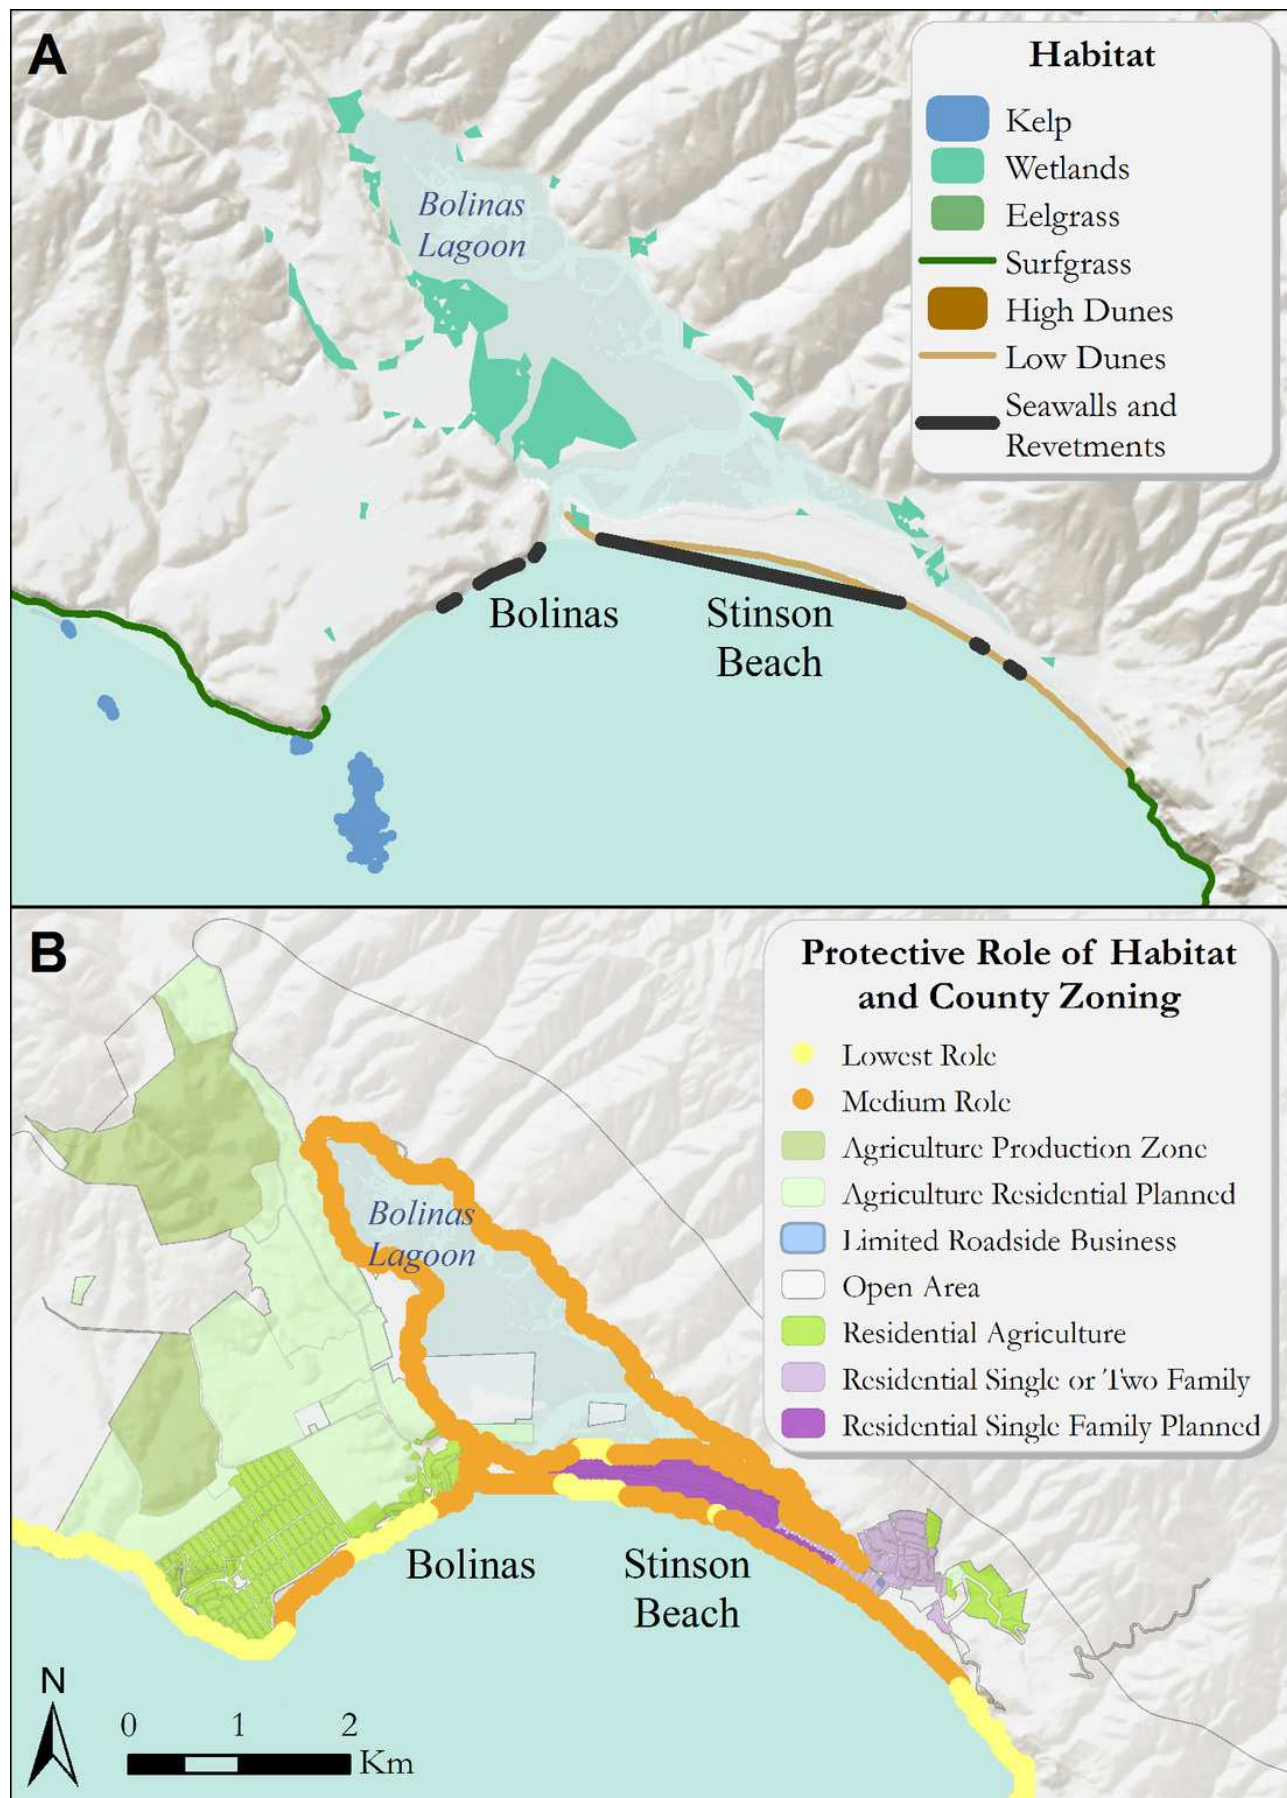 A
Habitat
Kelp
Wetlands
Eelgrass
Surfgrass
High Dunes
Low Dunes
Seawalls and
Revetments
Bolinas
Lagoon
Bolinas
Stinson
Beach
B
Protective Role of Habitat
and County Zoning
Lowest Role
Medium Role
Agriculture Production Zone
Agriculture Residential Planned
Limited Roadside Business
Open Area
Residential Agriculture
Residential Single or Two Family
Residential Single Family Planned
Bolinas
Lagoon
Bolinas
Stinson
Beach
N
0 1 2
Km